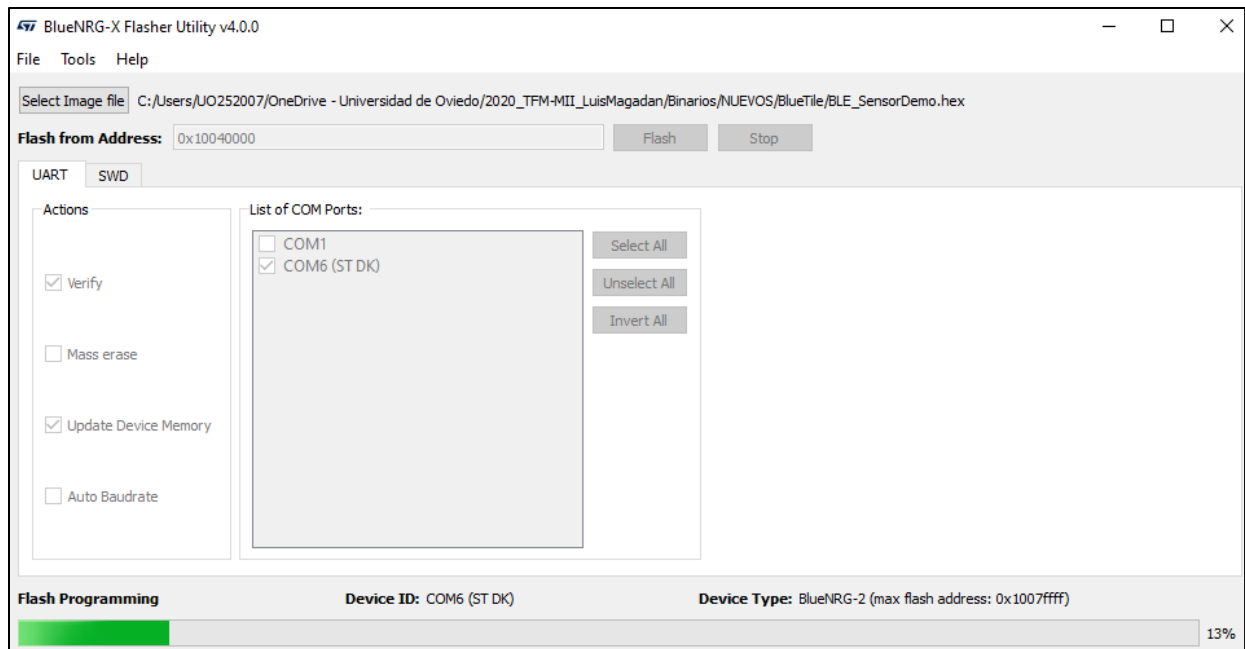 BlueNRG-X Flasher Utility v4.0.0
File Tools Help
Select Image file C:/Users/UO252007/OneDrive - Universidad de Oviedo/2020_TFM-MII_LuisMagadan/Binarios/NUEVOS/BlueTile/BLE_SensorDemo.hex
Flash from Address: 0x10040000 Flash Stop
UART SWD
Actions
Verify
Mass erase
Update Device Memory
Auto Baudrate
List of COM Ports:
COM1
COM6 (ST DK)
Select All
Unselect All
Invert All
Flash Programming Device ID: COM6 (ST DK) Device Type: BlueNRG-2 (max flash address: 0x1007ffff)
13%